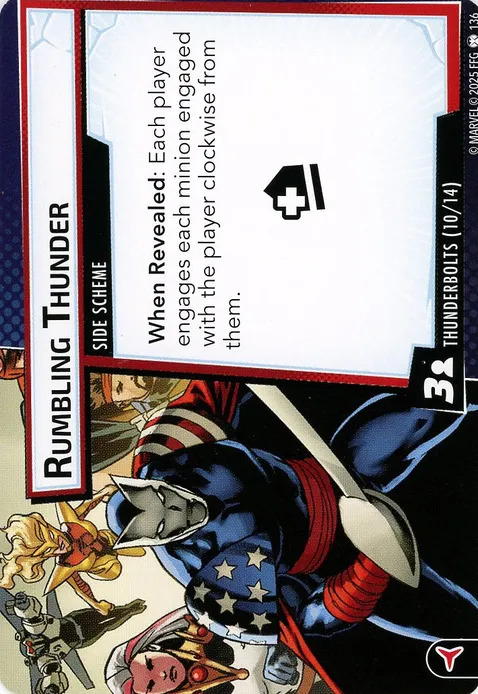 RUMBLING THUNDER
SIDE SCHEME
When Revealed: Each player
engages each minion engaged
with the player clockwise from
them.
3
THUNDERBOLTS (10/14)
© MARVEL © 2025 FFG 136